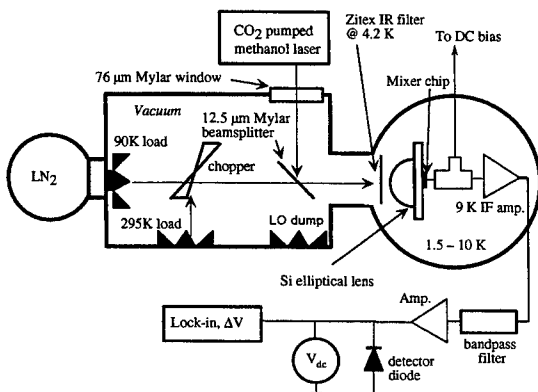 CO2 pumped
methanol laser
Zitex IR filter
@ 4.2 K
To DC bias
Mixer chip
76 µm Mylar window
Vacuum
12.5 µm Mylar
beamsplitter
90K load
chopper
LN2
295K load
LO dump
9 K IF amp.
1.5 – 10 K
Si elliptical lens
Amp.
Lock-in, ΔV
bandpass
filter
Vdc
detector
diode